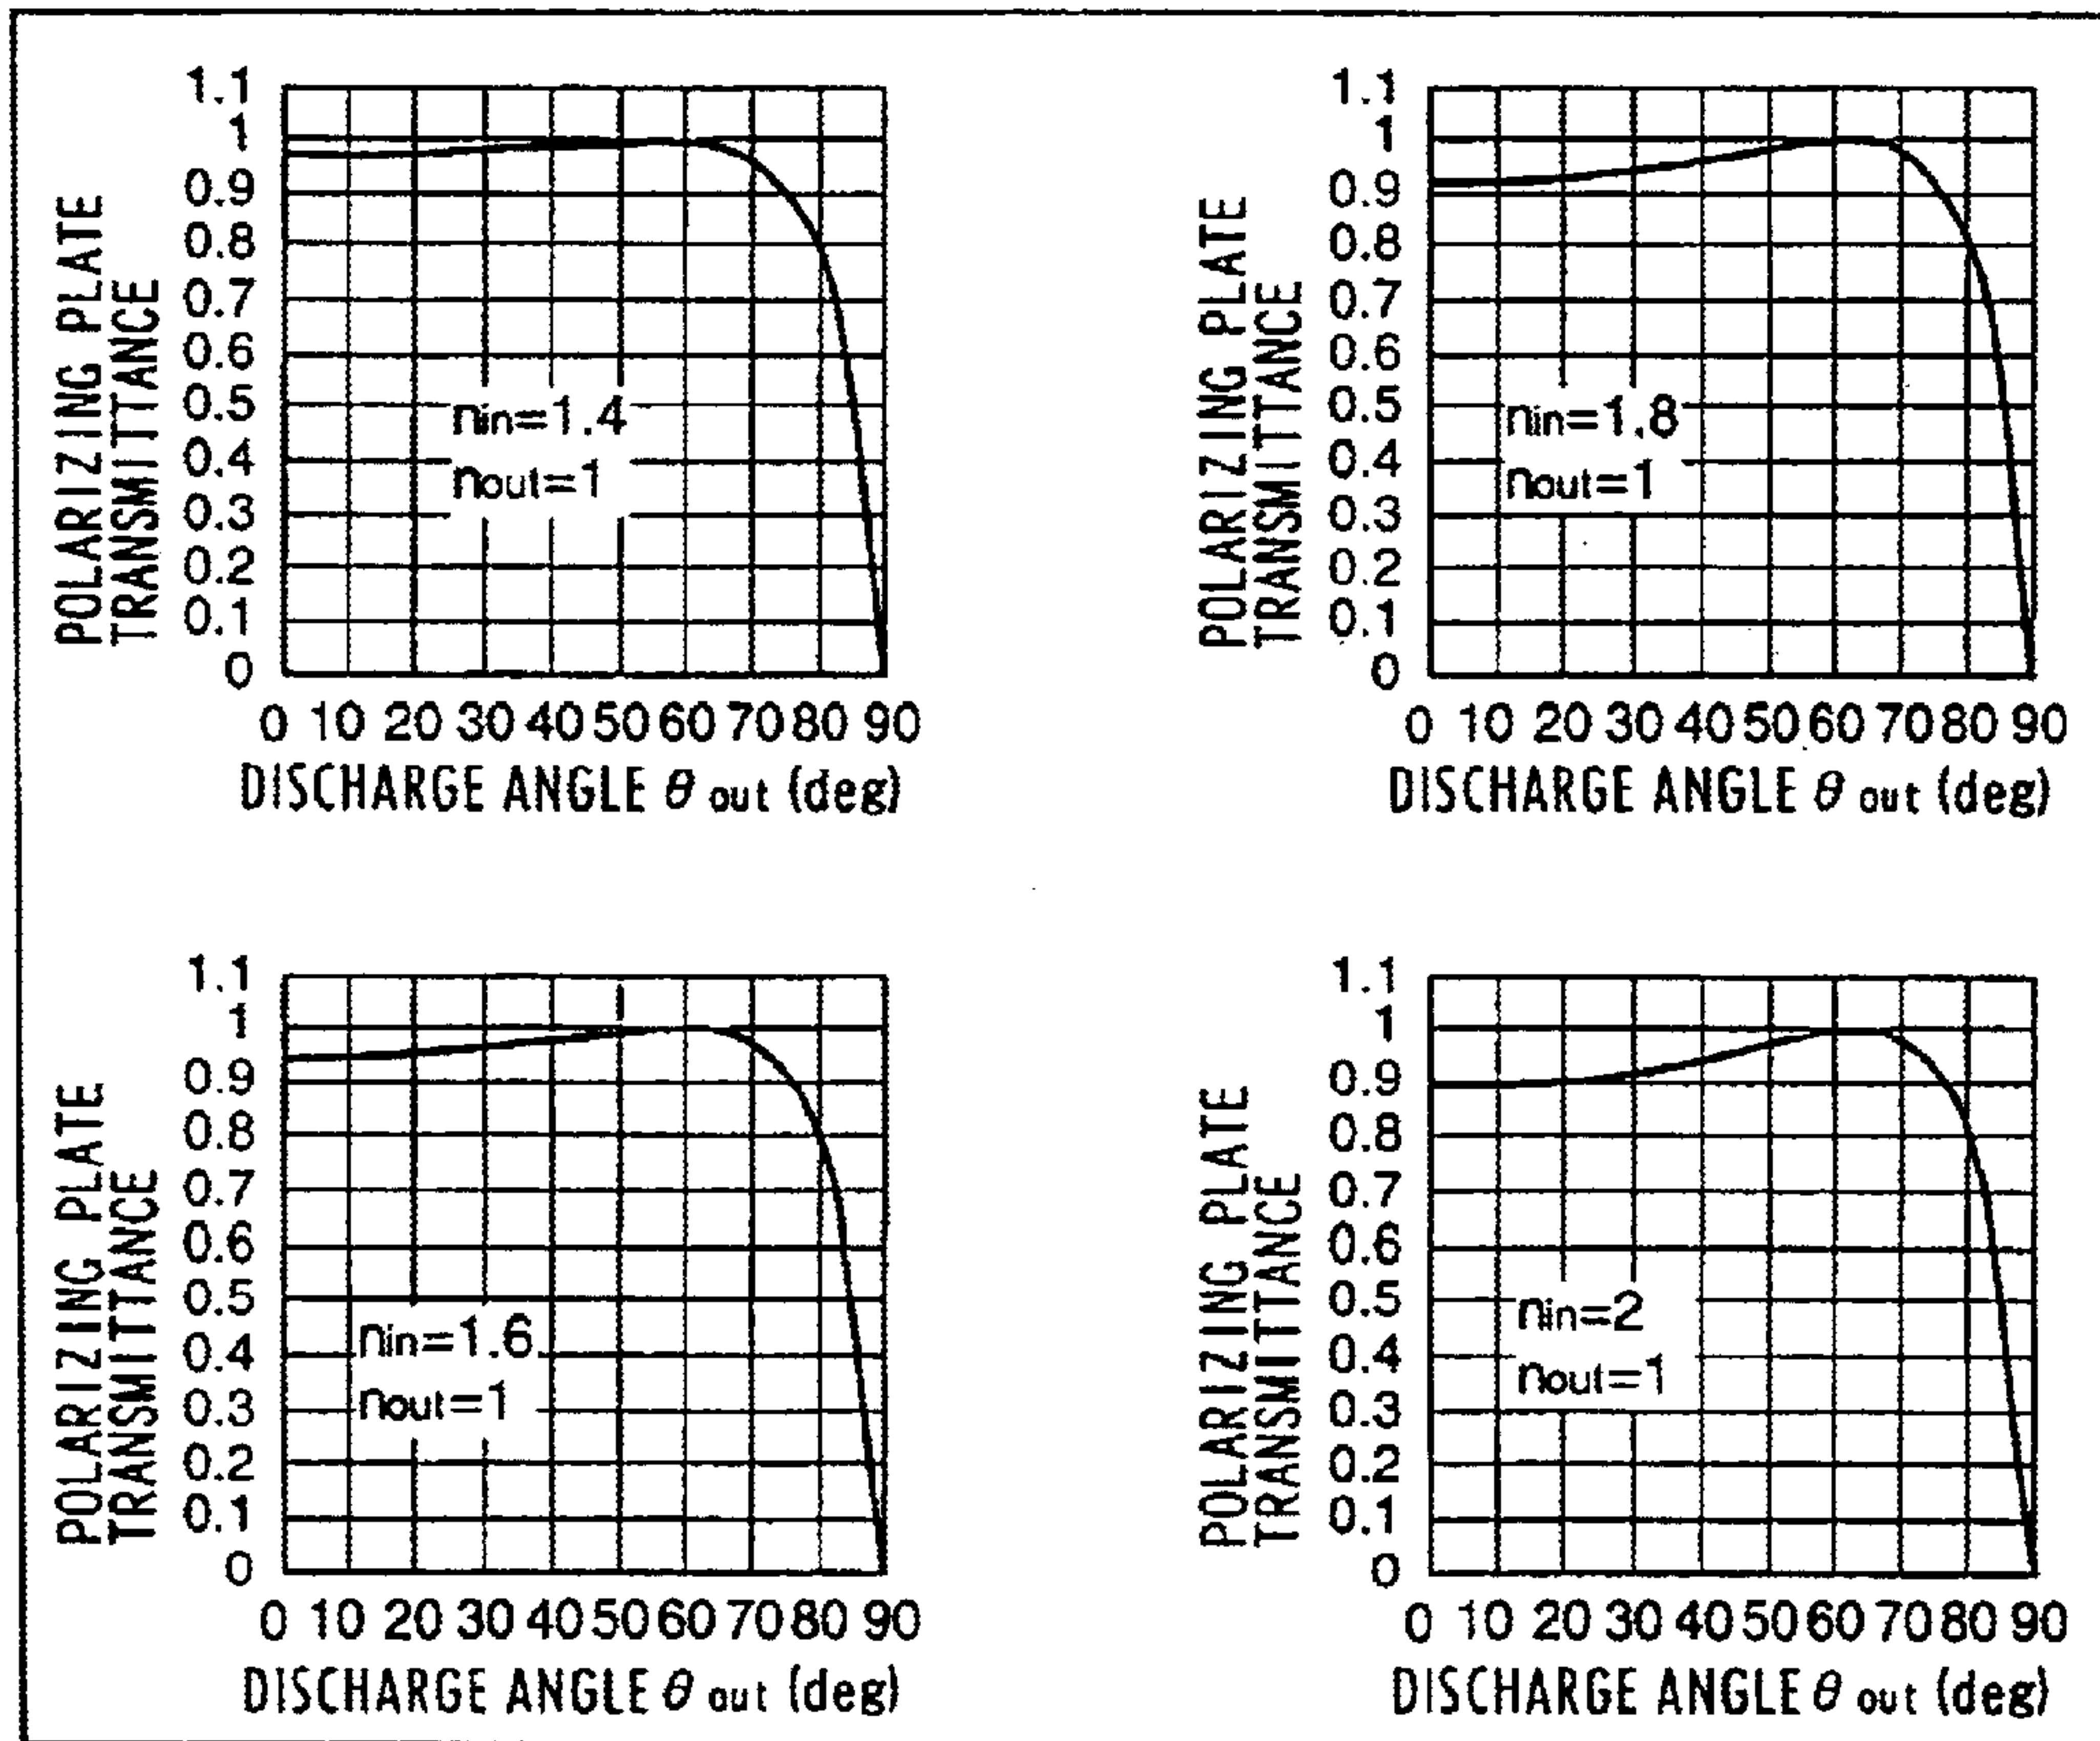 POLARIZING PLATE
TRANSMITTANCE
1.1
1
0.9
0.8
0.7
0.6
0.5
0.4
0.3
0.2
0.1
0
nin=1.4
nout=1
0 10 20 30 40 50 60 70 80 90
DISCHARGE ANGLE θ out (deg)
POLARIZING PLATE
TRANSMITTANCE
1.1
1
0.9
0.8
0.7
0.6
0.5
0.4
0.3
0.2
0.1
0
nin=1.8
nout=1
0 10 20 30 40 50 60 70 80 90
DISCHARGE ANGLE θ out (deg)
POLARIZING PLATE
TRANSMITTANCE
1.1
1
0.9
0.8
0.7
0.6
0.5
0.4
0.3
0.2
0.1
0
nin=1.6
nout=1
0 10 20 30 40 50 60 70 80 90
DISCHARGE ANGLE θ out (deg)
POLARIZING PLATE
TRANSMITTANCE
1.1
1
0.9
0.8
0.7
0.6
0.5
0.4
0.3
0.2
0.1
0
nin=2
nout=1
0 10 20 30 40 50 60 70 80 90
DISCHARGE ANGLE θ out (deg)